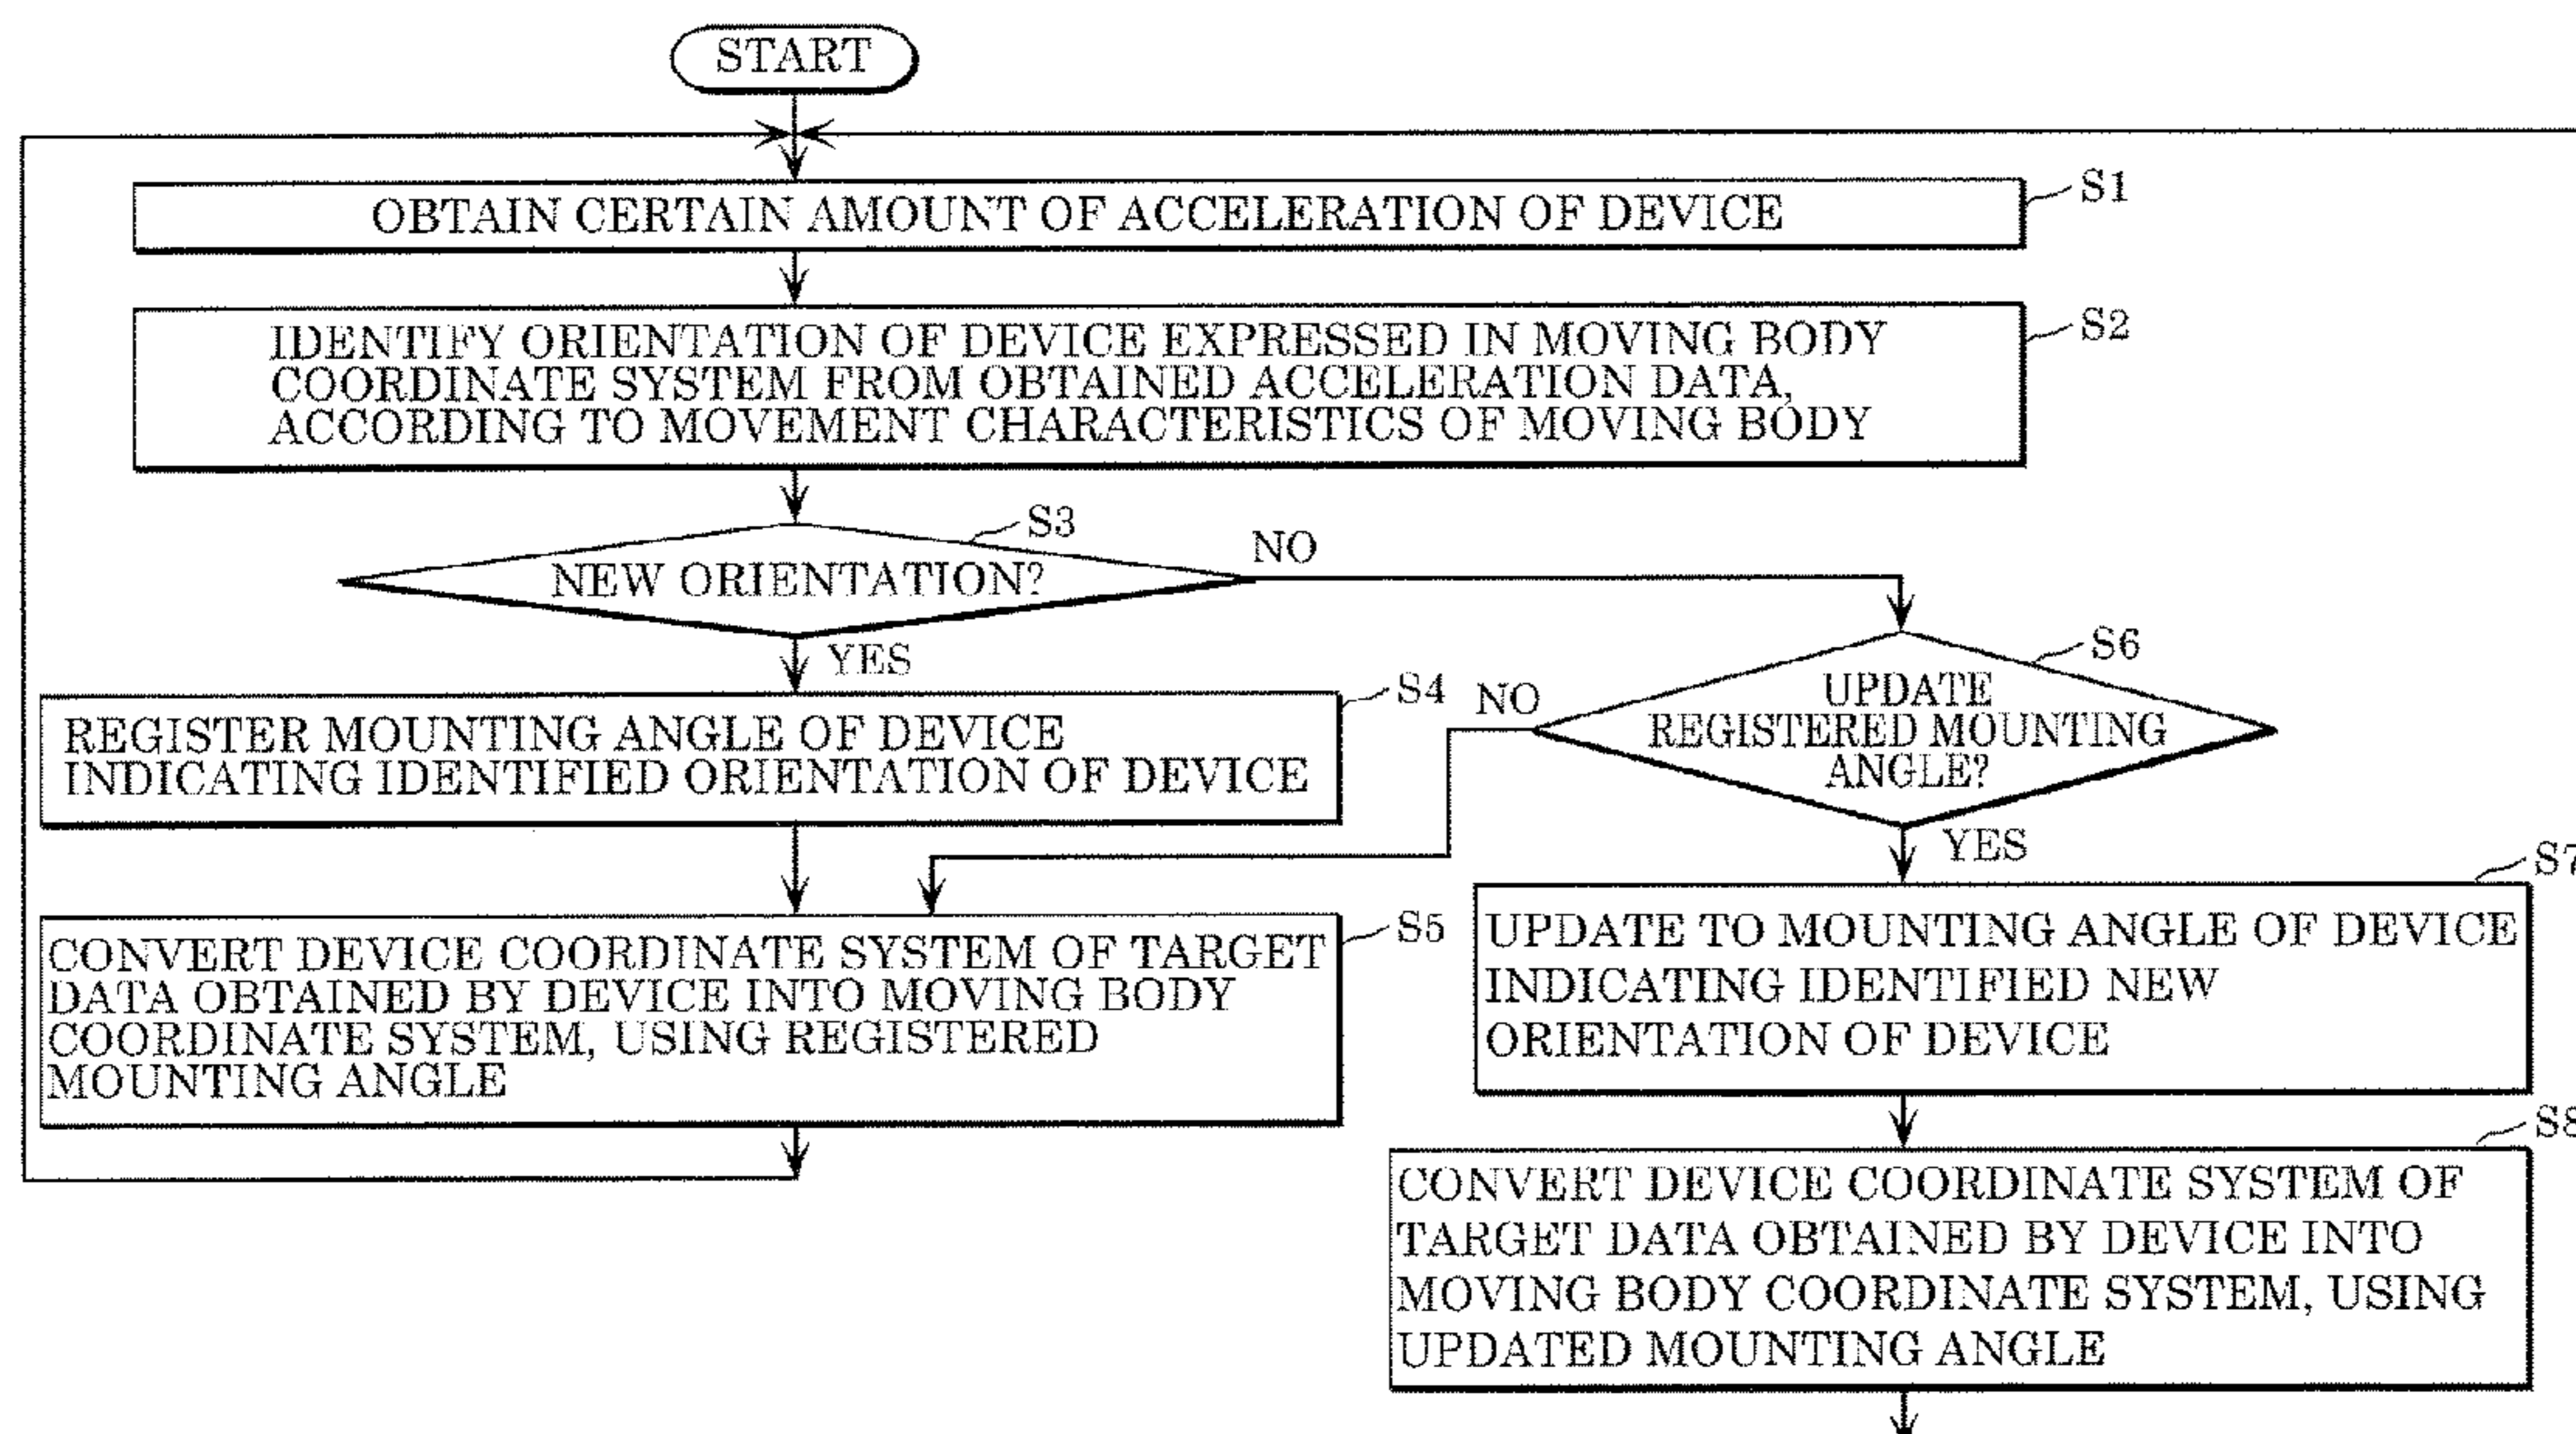 START
OBTAIN CERTAIN AMOUNT OF ACCELERATION OF DEVICE
S1
IDENTIFY ORIENTATION OF DEVICE EXPRESSED IN MOVING BODY
COORDINATE SYSTEM FROM OBTAINED ACCELERATION DATA,
ACCORDING TO MOVEMENT CHARACTERISTICS OF MOVING BODY
S2
NEW ORIENTATION?
S3
NO
YES
REGISTER MOUNTING ANGLE OF DEVICE
INDICATING IDENTIFIED ORIENTATION OF DEVICE
S4
CONVERT DEVICE COORDINATE SYSTEM OF TARGET
DATA OBTAINED BY DEVICE INTO MOVING BODY
COORDINATE SYSTEM, USING REGISTERED
MOUNTING ANGLE
S5
UPDATE
REGISTERED MOUNTING
ANGLE?
S6
NO
YES
UPDATE TO MOUNTING ANGLE OF DEVICE
INDICATING IDENTIFIED NEW
ORIENTATION OF DEVICE
S7
CONVERT DEVICE COORDINATE SYSTEM OF
TARGET DATA OBTAINED BY DEVICE INTO
MOVING BODY COORDINATE SYSTEM, USING
UPDATED MOUNTING ANGLE
S8